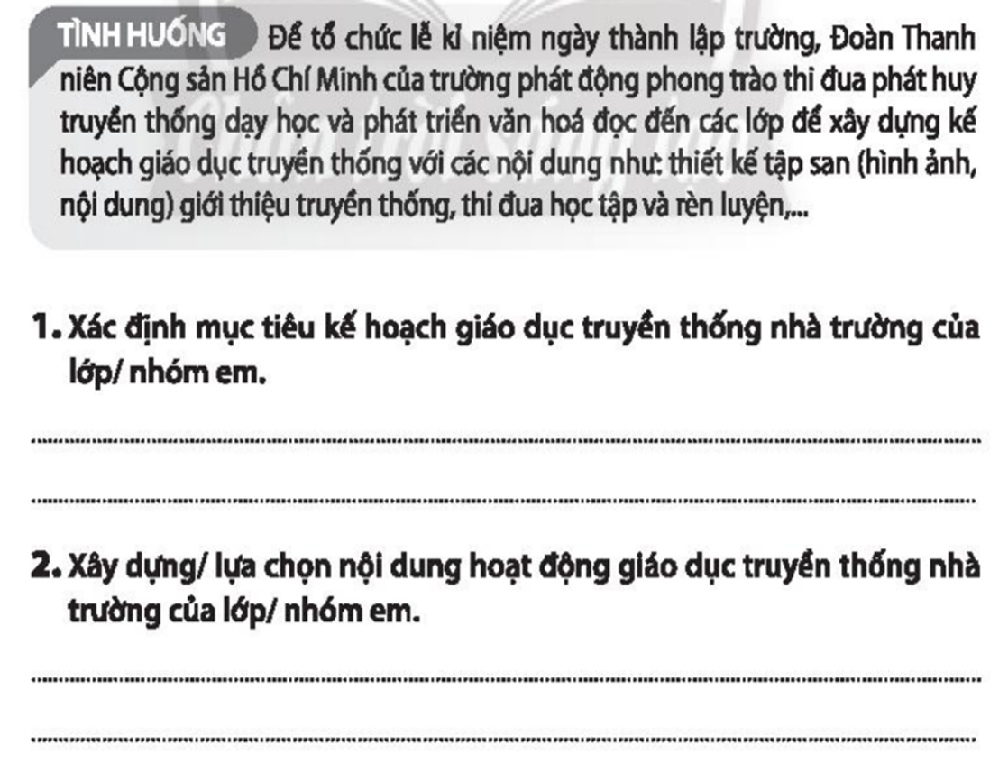 TÌNH HUỐNG Để tổ chức lễ kỉ niệm ngày thành lập trường, Đoàn Thanh
niên Cộng sản Hồ Chí Minh của trường phát động phong trào thi đua phát huy
truyền thống dạy học và phát triển văn hoá đọc đến các lớp để xây dựng kế
hoạch giáo dục truyền thống với các nội dung như: thiết kế tập san (hình ảnh,
nội dung) giới thiệu truyền thống, thi đua học tập và rèn luyện,...
1. Xác định mục tiêu kế hoạch giáo dục truyền thống nhà trường của
lớp/ nhóm em.
2. Xây dựng/ lựa chọn nội dung hoạt động giáo dục truyền thống nhà
trường của lớp/ nhóm em.